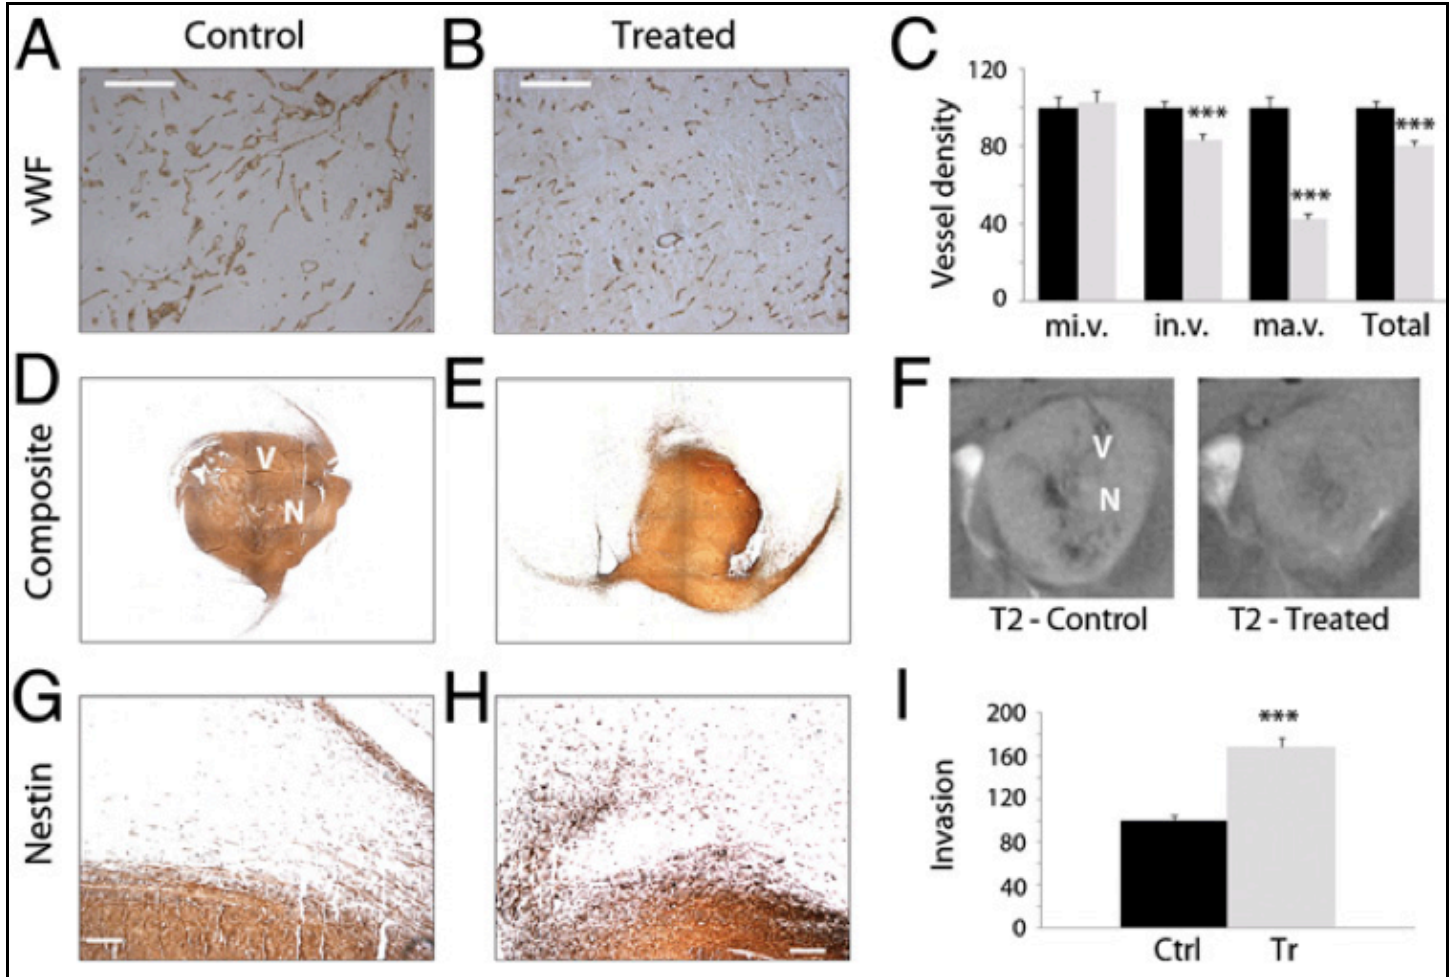 A
Control
B
Treated
C
vWF
Vessel density
120
80
40
0
***
***
***
mi.v.
in.v.
ma.v.
Total
D
E
F
Composite
V
N
V
N
T2 - Control
T2 - Treated
G
H
I
Nestin
Invasion
200
160
120
80
40
0
***
Ctrl
Tr